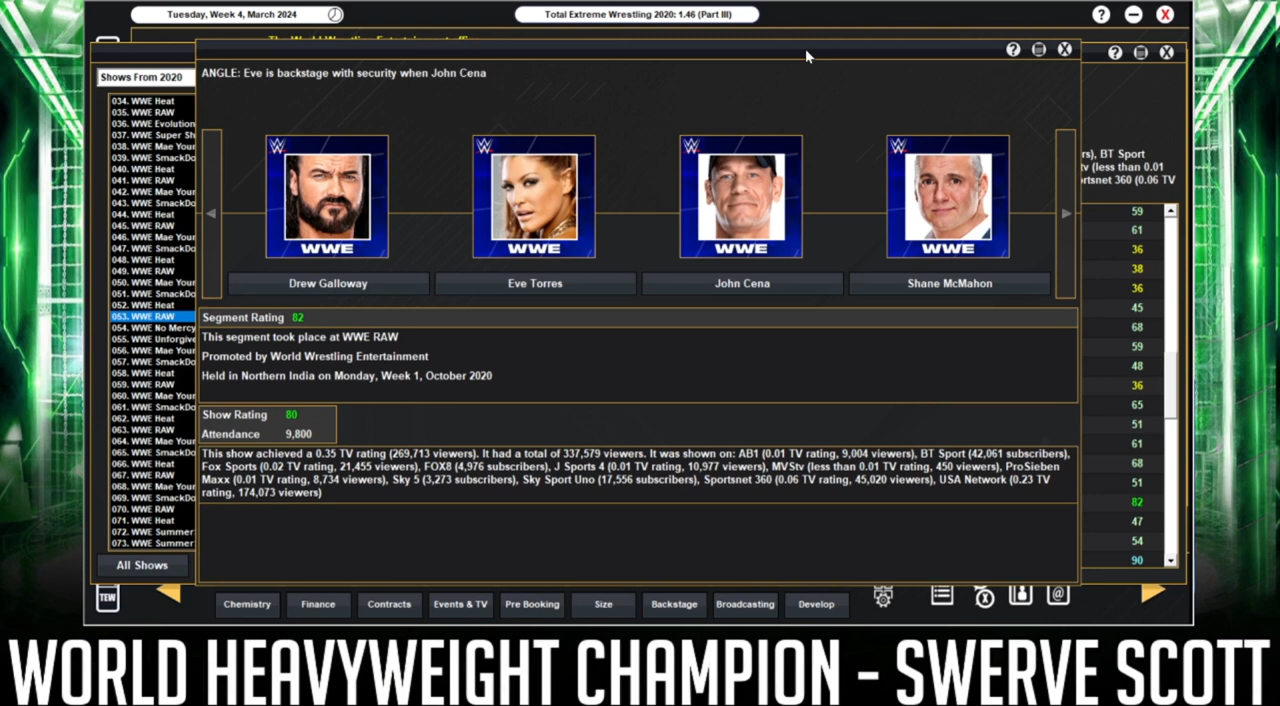 Tuesday, Week 4, March 2024
Total Extreme Wrestling 2020: 1.46 (Part III)
?
X
Shows From 2020
034. WWE Heat
035. WWE RAW
036. WWE Evolution
037. WWE Super Sh
038. WWE Mae Your
039. WWE SmackDo
040. WWE Heat
041. WWE RAW
042. WWE Mae Your
043. WWE SmackDo
044. WWE Heat
045. WWE RAW
046. WWE Mae Your
047. WWE SmackDo
048. WWE Heat
049. WWE RAW
050. WWE Mae Your
051. WWE SmackDo
052. WWE Heat
053. WWE RAW
054. WWE No Mercy
055. WWE Unforgive
056. WWE Mae Your
057. WWE SmackDo
058. WWE Heat
059. WWE RAW
060. WWE Mae Your
061. WWE SmackDo
062. WWE Heat
063. WWE RAW
064. WWE Mae Your
065. WWE SmackDo
066. WWE Heat
067. WWE RAW
068. WWE Mae Your
069. WWE SmackDo
070. WWE RAW
071. WWE Heat
072. WWE Summer
073. WWE Summer
All Shows
ANGLE: Eve is backstage with security when John Cena
? X
? X
WWE
WWE
WWE
WWE
Drew Galloway
Eve Torres
John Cena
Shane McMahon
Segment Rating 82
This segment took place at WWE RAW
Promoted by World Wrestling Entertainment
Held in Northern India on Monday, Week 1, October 2020
Show Rating 80
Attendance 9,800
This show achieved a 0.35 TV rating (269,713 viewers). It had a total of 337,579 viewers. It was shown on: AB1 (0.01 TV rating, 9,004 viewers), BT Sport (42,061 subscribers),
Fox Sports (0.02 TV rating, 21,455 viewers), FOX8 (4,976 subscribers), J Sports 4 (0.01 TV rating, 10,977 viewers), MVStv (less than 0.01 TV rating, 450 viewers), ProSieben
Maxx (0.01 TV rating, 8,734 viewers), Sky 5 (3,273 subscribers), Sky Sport Uno (17,556 subscribers), Sportsnet 360 (0.06 TV rating, 45,020 viewers), USA Network (0.23 TV
rating, 174,073 viewers)
rs), BT Sport
tv (less than 0.01
rtsnet 360 (0.06 TV
59
61
36
38
36
45
68
59
48
36
65
51
61
68
51
82
47
54
90
TEW
Chemistry
Finance
Contracts
Events & TV
Pre Booking
Size
Backstage
Broadcasting
Develop
@
WORLD HEAVYWEIGHT CHAMPION - SWERVE SCOTT